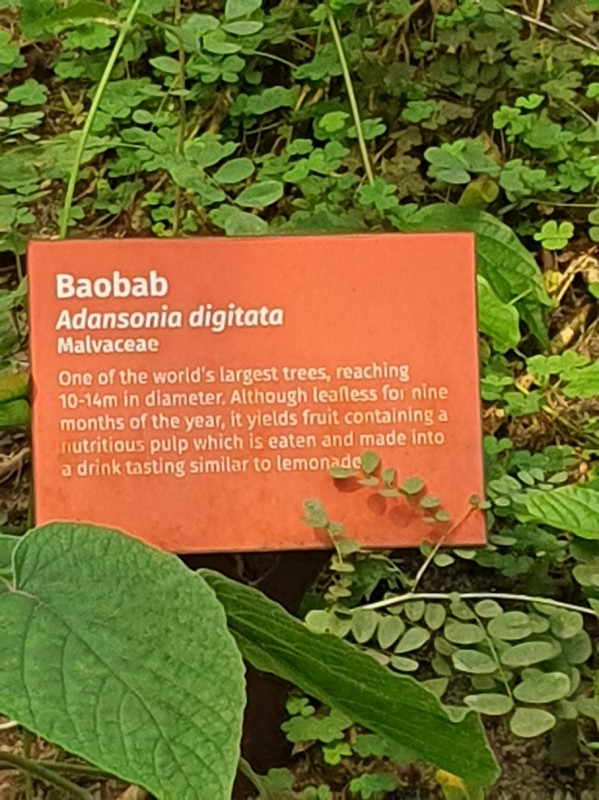 Baobab
Adansonia digitata
Malvaceae
One of the world's largest trees, reaching
10-14m in diameter. Although leafless for nine
months of the year, it yields fruit containing a
nutritious pulp which is eaten and made into
a drink tasting similar to lemonade